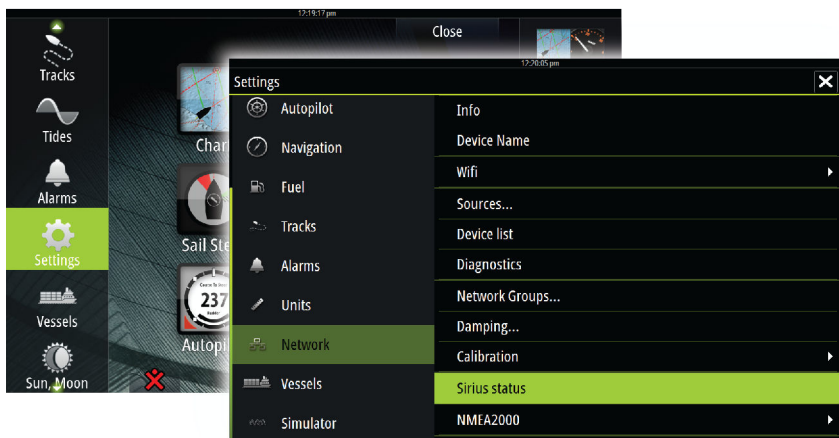 12:19:17 pm
Close
Tracks
Tides
Alarms
Settings
Vessels
Sun, Moon
Char
Sail Ste
237
Autopi
12:20:05 pm
Settings
Autopilot
Navigation
Fuel
Tracks
Alarms
Units
Network
Vessels
Simulator
Info
Device Name
Wifi
Sources...
Device list
Diagnostics
Network Groups...
Damping...
Calibration
Sirius status
NMEA2000